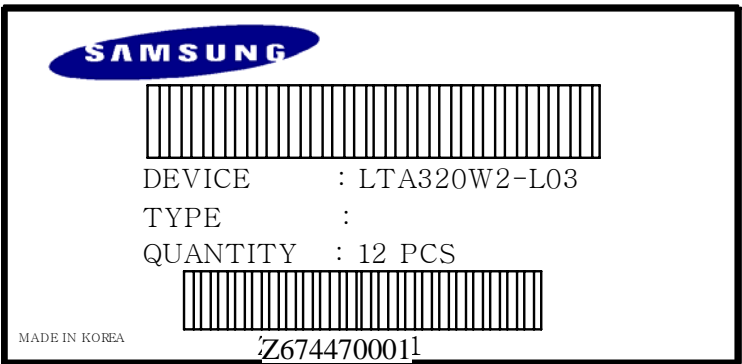 SAMSUNG
DEVICE : LTA320W2-L03
TYPE :
QUANTITY : 12 PCS
MADE IN KOREA
Z6744700011